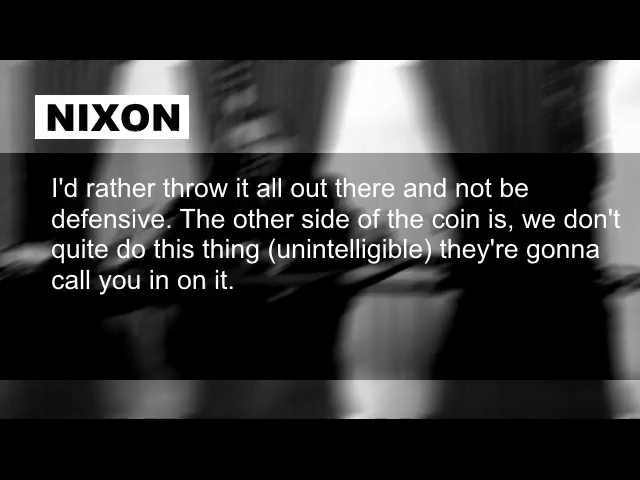 NIXON
I'd rather throw it all out there and not be
defensive. The other side of the coin is, we don't
quite do this thing (unintelligible) they're gonna
call you in on it.